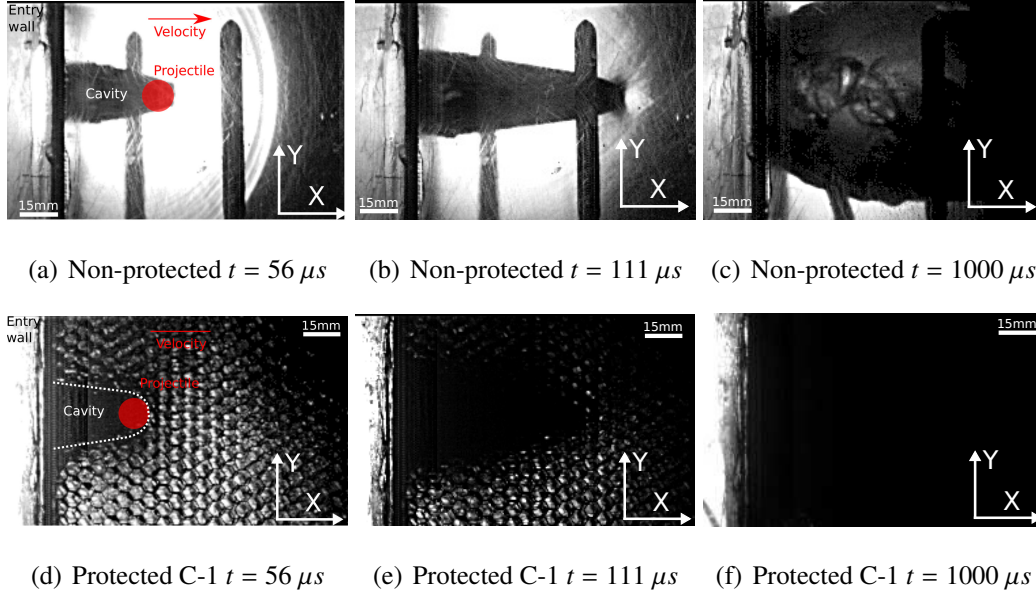 Entry
wall
Velocity
Projectile
Cavity
Y
X
15mm
Y
X
15mm
Y
X
15mm
(a) Non-protected t = 56 μs
(b) Non-protected t = 111 μs
(c) Non-protected t = 1000 μs
Entry
wall
15mm
Velocity
Projectile
Cavity
Y
X
15mm
Y
X
15mm
Y
X
(d) Protected C-1 t = 56 μs
(e) Protected C-1 t = 111 μs
(f) Protected C-1 t = 1000 μs